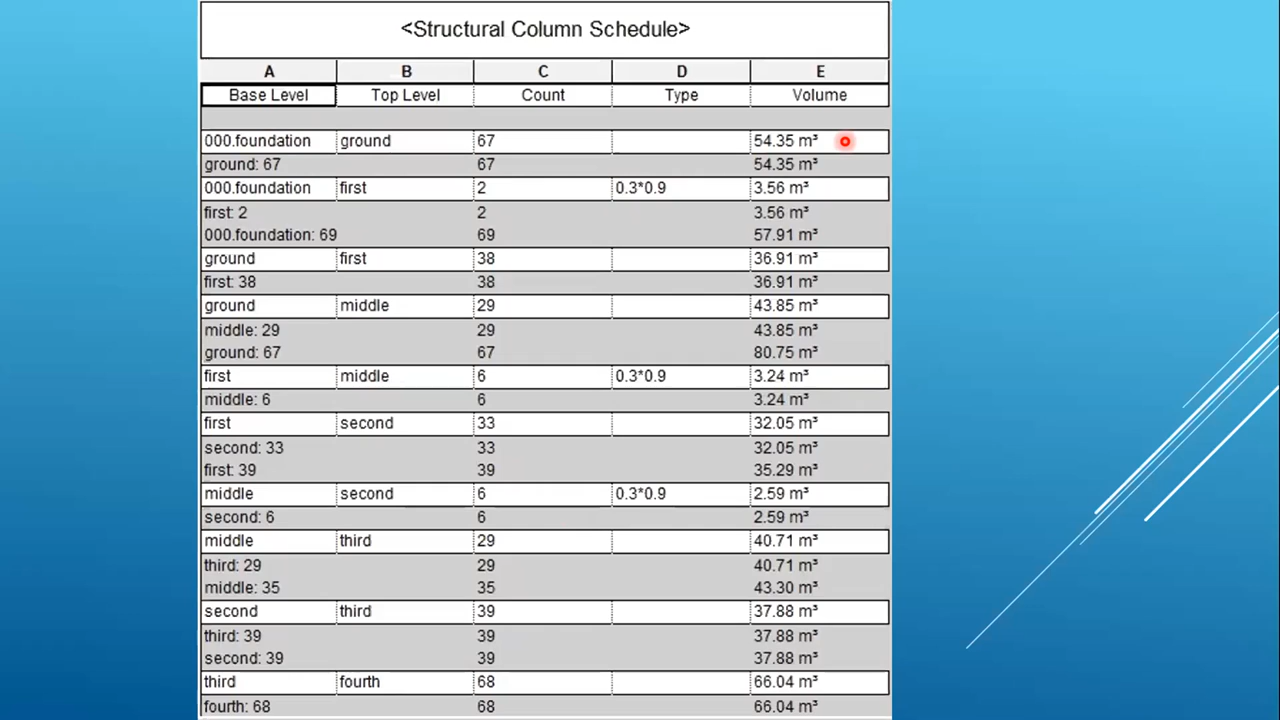 <Structural Column Schedule>
A B C D E
Base Level Top Level Count Type Volume
000.foundation ground 67 54.35 m³
ground: 67 67 54.35 m³
000.foundation first 2 0.3*0.9 3.56 m³
first: 2 2 3.56 m³
000.foundation: 69 69 57.91 m³
ground first 38 36.91 m³
first: 38 38 36.91 m³
ground middle 29 43.85 m³
middle: 29 29 43.85 m³
ground: 67 67 80.75 m³
first middle 6 0.3*0.9 3.24 m³
middle: 6 6 3.24 m³
first second 33 32.05 m³
second: 33 33 32.05 m³
first: 39 39 35.29 m³
middle second 6 0.3*0.9 2.59 m³
second: 6 6 2.59 m³
middle third 29 40.71 m³
third: 29 29 40.71 m³
middle: 35 35 43.30 m³
second third 39 37.88 m³
third: 39 39 37.88 m³
second: 39 39 37.88 m³
third fourth 68 66.04 m³
fourth: 68 68 66.04 m³